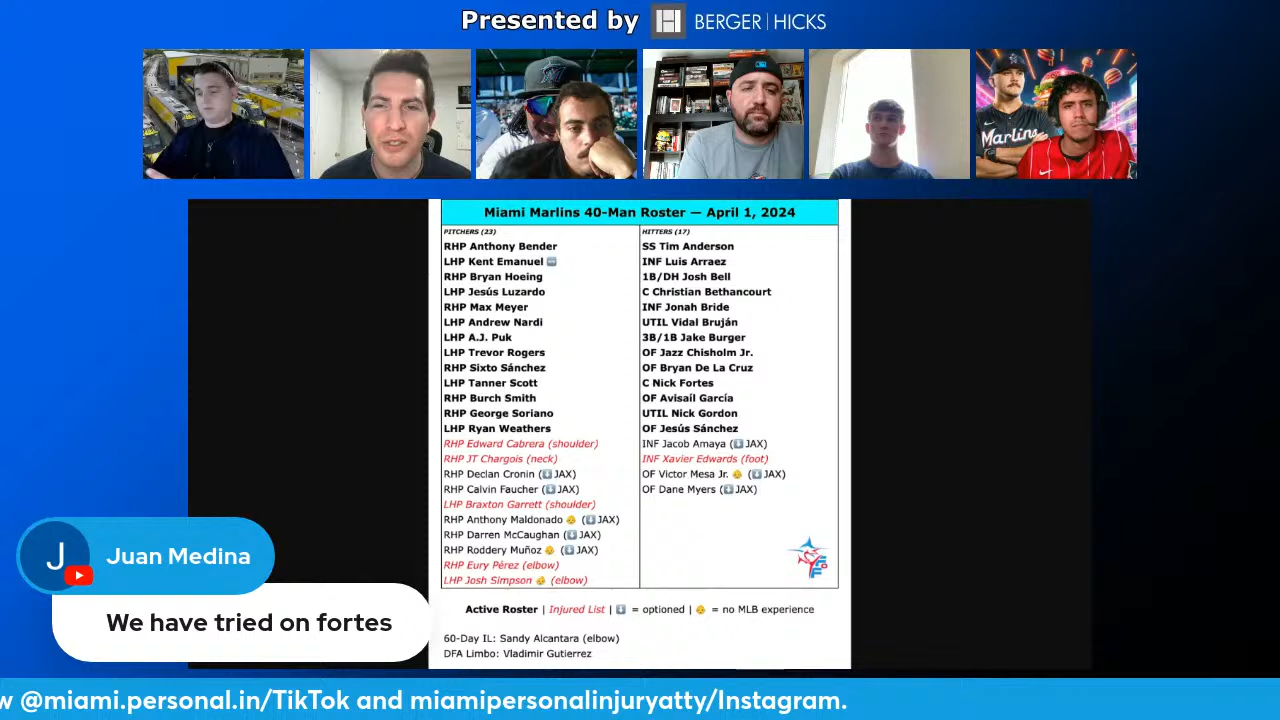 Presented by BERGER|HICKS
Marlins
Miami Marlins 40-Man Roster — April 1, 2024
PITCHERS (23)
RHP Anthony Bender
LHP Kent Emanuel
RHP Bryan Hoeing
LHP Jesús Luzardo
RHP Max Meyer
LHP Andrew Nardi
LHP A.J. Puk
LHP Trevor Rogers
RHP Sixto Sánchez
LHP Tanner Scott
RHP Burch Smith
RHP George Soriano
LHP Ryan Weathers
RHP Edward Cabrera (shoulder)
RHP JT Chargois (neck)
RHP Declan Cronin (⬇️JAX)
RHP Calvin Faucher (⬇️JAX)
LHP Braxton Garrett (shoulder)
RHP Anthony Maldonado 👶 (⬇️JAX)
RHP Darren McCaughan (⬇️JAX)
RHP Roddery Muñoz 👶 (⬇️JAX)
RHP Eury Pérez (elbow)
LHP Josh Simpson 👶 (elbow)
HITTERS (17)
SS Tim Anderson
INF Luis Arraez
1B/DH Josh Bell
C Christian Bethancourt
INF Jonah Bride
UTIL Vidal Bruján
3B/1B Jake Burger
OF Jazz Chisholm Jr.
OF Bryan De La Cruz
C Nick Fortes
OF Avisaíl García
UTIL Nick Gordon
OF Jesús Sánchez
INF Jacob Amaya (⬇️JAX)
INF Xavier Edwards (foot)
OF Victor Mesa Jr. 👶 (⬇️JAX)
OF Dane Myers (⬇️JAX)
Active Roster | Injured List | ⬇️ = optioned | 👶 = no MLB experience
60-Day IL: Sandy Alcantara (elbow)
DFA Limbo: Vladimir Gutierrez
J Juan Medina
We have tried on fortes
w @miami.personal.in/TikTok and miamipersonalinjuryatty/Instagram.